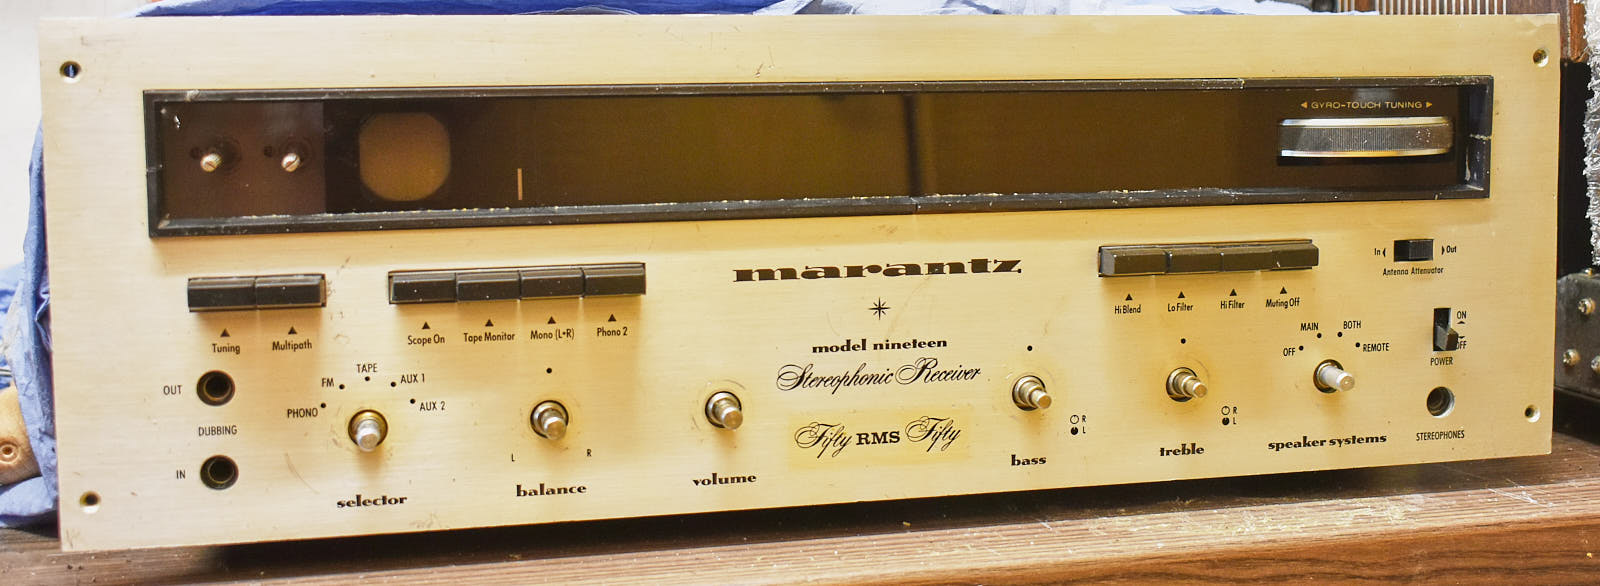 ◄ GYRO-TOUCH TUNING ►
marantz
In Out
Antenna Attenuator
Tuning Multipath
Scope On Tape Monitor Mono (L+R) Phono 2
Hi Blend Lo Filter Hi Filter Muting Off
model nineteen
Stereophonic Receiver
Fifty RMS Fifty
OUT
DUBBING
IN
PHONO FM TAPE AUX 1 AUX 2
selector
L R
balance
volume
R
L
bass
R
L
treble
OFF MAIN BOTH REMOTE
speaker systems
ON
OFF
POWER
STEREOPHONES